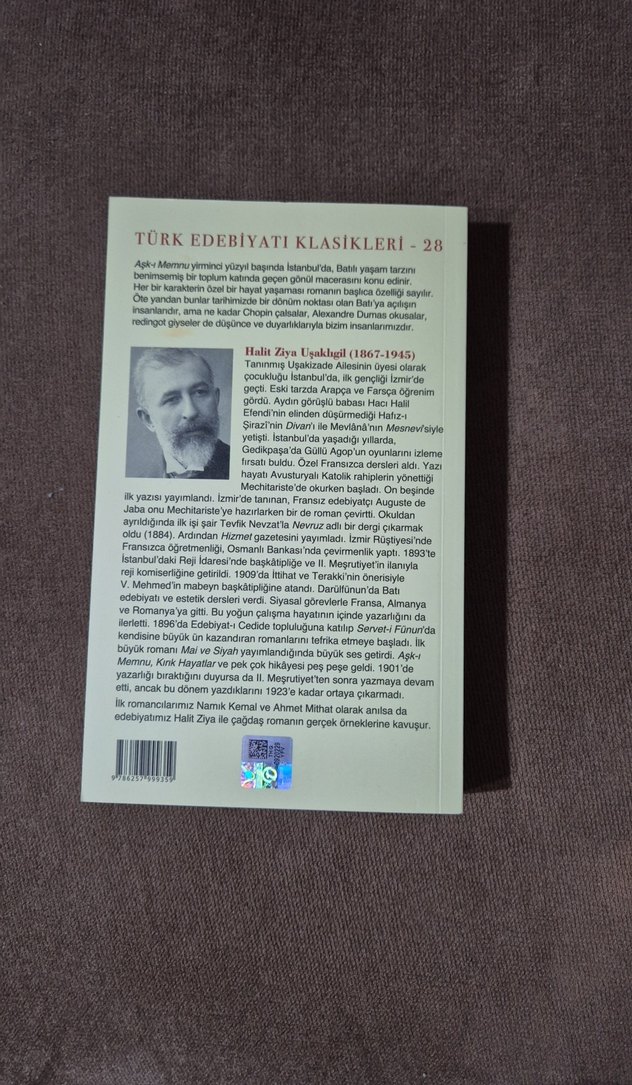 TÜRK EDEBİYATI KLASİKLERİ - 28
Aşk-ı Memnu yirminci yüzyıl başında İstanbul'da, Batılı yaşam tarzını
benimsemiş bir toplum katında geçen gönül macerasını konu edinir.
Her bir karakterin özel bir hayat yaşaması romanın başlıca özelliği sayılır.
Öte yandan bunlar tarihimizde bir dönüm noktası olan Batı'ya açılışın
insanlarıdır, ama ne kadar Chopin çalsalar, Alexandre Dumas okusalar,
redingot giyseler de düşünce ve duyarlıklarıyla bizim insanlarımızdır.
Halit Ziya Uşaklıgil (1867-1945)
Tanınmış Uşakizade Ailesinin üyesi olarak
çocukluğu İstanbul'da, ilk gençliği İzmir'de
geçti. Eski tarzda Arapça ve Farsça öğrenim
gördü. Aydın görüşlü babası Hacı Halil
Efendi'nin elinden düşürmediği Hafız-ı
Şirazî'nin Divan'ı ile Mevlânâ'nın Mesnevi'siyle
yetişti. İstanbul'da yaşadığı yıllarda,
Gedikpaşa'da Güllü Agop'un oyunlarını izleme
fırsatı buldu. Özel Fransızca dersleri aldı. Yazı
hayatı Avusturyalı Katolik rahiplerin yönettiği
Mechitariste'de okurken başladı. On beşinde
ilk yazısı yayımlandı. İzmir'de tanınan, Fransız edebiyatçı Auguste de
Jaba onu Mechitariste'ye hazırlarken bir de roman çevirtti. Okuldan
ayrıldığında ilk işi şair Tevfik Nevzat'la Nevruz adlı bir dergi çıkarmak
oldu (1884). Ardından Hizmet gazetesini yayımladı. İzmir Rüştiyesi'nde
Fransızca öğretmenliği, Osmanlı Bankası'nda çevirmenlik yaptı. 1893'te
İstanbul'daki Reji İdaresi'nde başkâtipliğe ve II. Meşrutiyet'in ilanıyla
reji komiserliğine getirildi. 1909'da İttihat ve Terakki'nin önerisiyle
V. Mehmed'in mabeyn başkâtipliğine atandı. Darülfünun'da Batı
edebiyatı ve estetik dersleri verdi. Siyasal görevlerle Fransa, Almanya
ve Romanya'ya gitti. Bu yoğun çalışma hayatının içinde yazarlığını da
ilerletti. 1896'da Edebiyat-ı Cedide topluluğuna katılıp Servet-i Fünun'da
kendisine büyük ün kazandıran romanlarını tefrika etmeye başladı. İlk
büyük romanı Mai ve Siyah yayımlandığında büyük ses getirdi. Aşk-ı
Memnu, Kırık Hayatlar ve pek çok hikâyesi peş peşe geldi. 1901'de
yazarlığı bıraktığını duyursa da II. Meşrutiyet'ten sonra yazmaya devam
etti, ancak bu dönem yazdıklarını 1923'e kadar ortaya çıkarmadı.
İlk romancılarımız Namık Kemal ve Ahmet Mithat olarak anılsa da
edebiyatımız Halit Ziya ile çağdaş romanın gerçek örneklerine kavuşur.
9 786257 999359